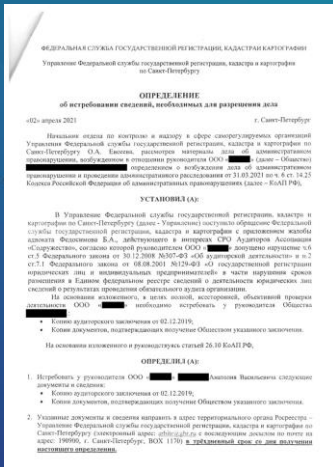 ФЕДЕРАЛЬНАЯ СЛУЖБА ГОСУДАРСТВЕННОЙ РЕГИСТРАЦИИ, КАДАСТРА И КАРТОГРАФИИ
Управление Федеральной службы государственной регистрации, кадастра и картографии
по Санкт-Петербургу
ОПРЕДЕЛЕНИЕ
об истребовании сведений, необходимых для разрешения дела
«02» апреля 2021 г. Санкт-Петербург
Начальник отдела по контролю и надзору в сфере саморегулируемых организаций
Управления Федеральной службы государственной регистрации, кадастра и картографии по
Санкт-Петербургу О.А. рассмотрев материалы дела об административном
правонарушении, возбужденном в отношении руководителя ООО « » (далее – Общество)
определением о возбуждении дела об административном
правонарушении и проведении административного расследования от 31.03.2021 по ч. 6 ст. 14.25
Кодекса Российской Федерации об административных правонарушениях (далее – КоАП РФ),
УСТАНОВИЛ (А):
В Управление Федеральной службы государственной регистрации, кадастра и
картографии по Санкт-Петербургу (далее - Управление) поступило обращение Федеральной
службы государственной регистрации, кадастра и картографии с приложением жалобы
адвоката Федосимова Б.А., действующего в интересах СРО Аудиторов Ассоциации
«Содружество», согласно которой руководителем ООО « » допущено нарушение ч.6
ст.5 Федерального закона от 30.12.2008 №307-ФЗ «Об аудиторской деятельности» и п.2
ст.7.1 Федерального закона от 08.08.2001 №129-ФЗ «О государственной регистрации
юридических лиц и индивидуальных предпринимателей» в части нарушения сроков
размещения в Едином федеральном реестре сведений о деятельности юридических лиц
сведений о результатах проведения обязательного аудита организации.
На основании изложенного, в целях полной, всесторонней, объективной проверки
деятельности ООО « » необходимо истребовать у руководителя Общества
• Копию аудиторского заключения от 02.12.2019;
• Копии документов, подтверждающих получение Обществом указанного заключения.
На основании изложенного и руководствуясь статьей 26.10 КоАП РФ,
ОПРЕДЕЛИЛ (А):
1. Истребовать у руководителя ООО « » Анатолия Васильевича следующие
документы и сведения:
• Копию аудиторского заключения от 02.12.2019;
• Копии документов, подтверждающих получение Обществом указанного заключения.
2. Указанные документы и сведения направить в адрес территориального органа Росреестра –
Управление Федеральной службы государственной регистрации, кадастра и картографии по
Санкт-Петербургу (электронный адрес: с последующим досылом по почте на
адрес: 190900, г. Санкт-Петербург, BOX 1170) в трёхдневный срок со дня получения
настоящего определения.